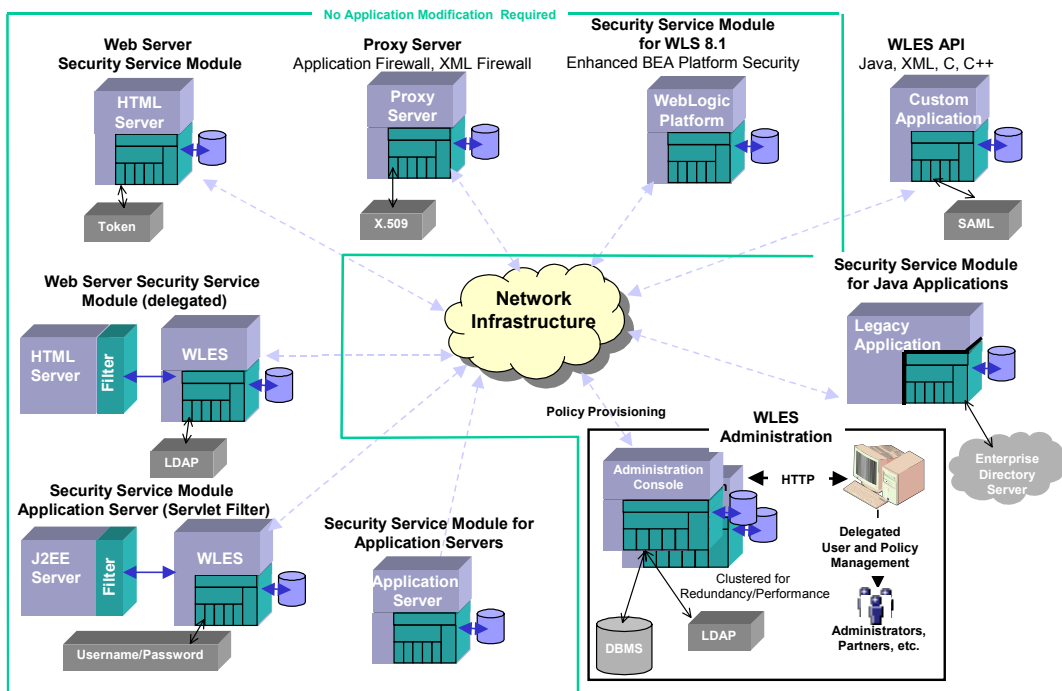 No Application Modification Required
Web Server
Security Service Module
HTML
Server
Token
Proxy Server
Application Firewall, XML Firewall
Proxy
Server
X.509
Security Service Module
for WLS 8.1
Enhanced BEA Platform Security
WebLogic
Platform
WLES API
Java, XML, C, C++
Custom
Application
SAML
Web Server Security Service
Module (delegated)
HTML
Server
Filter
WLES
LDAP
Network
Infrastructure
Security Service Module
for Java Applications
Legacy
Application
Enterprise
Directory
Server
Policy Provisioning
Security Service Module
Application Server (Servlet Filter)
J2EE
Server
Filter
WLES
Username/Password
Security Service Module for
Application Servers
Application
Server
WLES
Administration
Administration
Console
HTTP
Delegated
User and Policy
Management
Clustered for
Redundancy/Performance
DBMS
LDAP
Administrators,
Partners, etc.